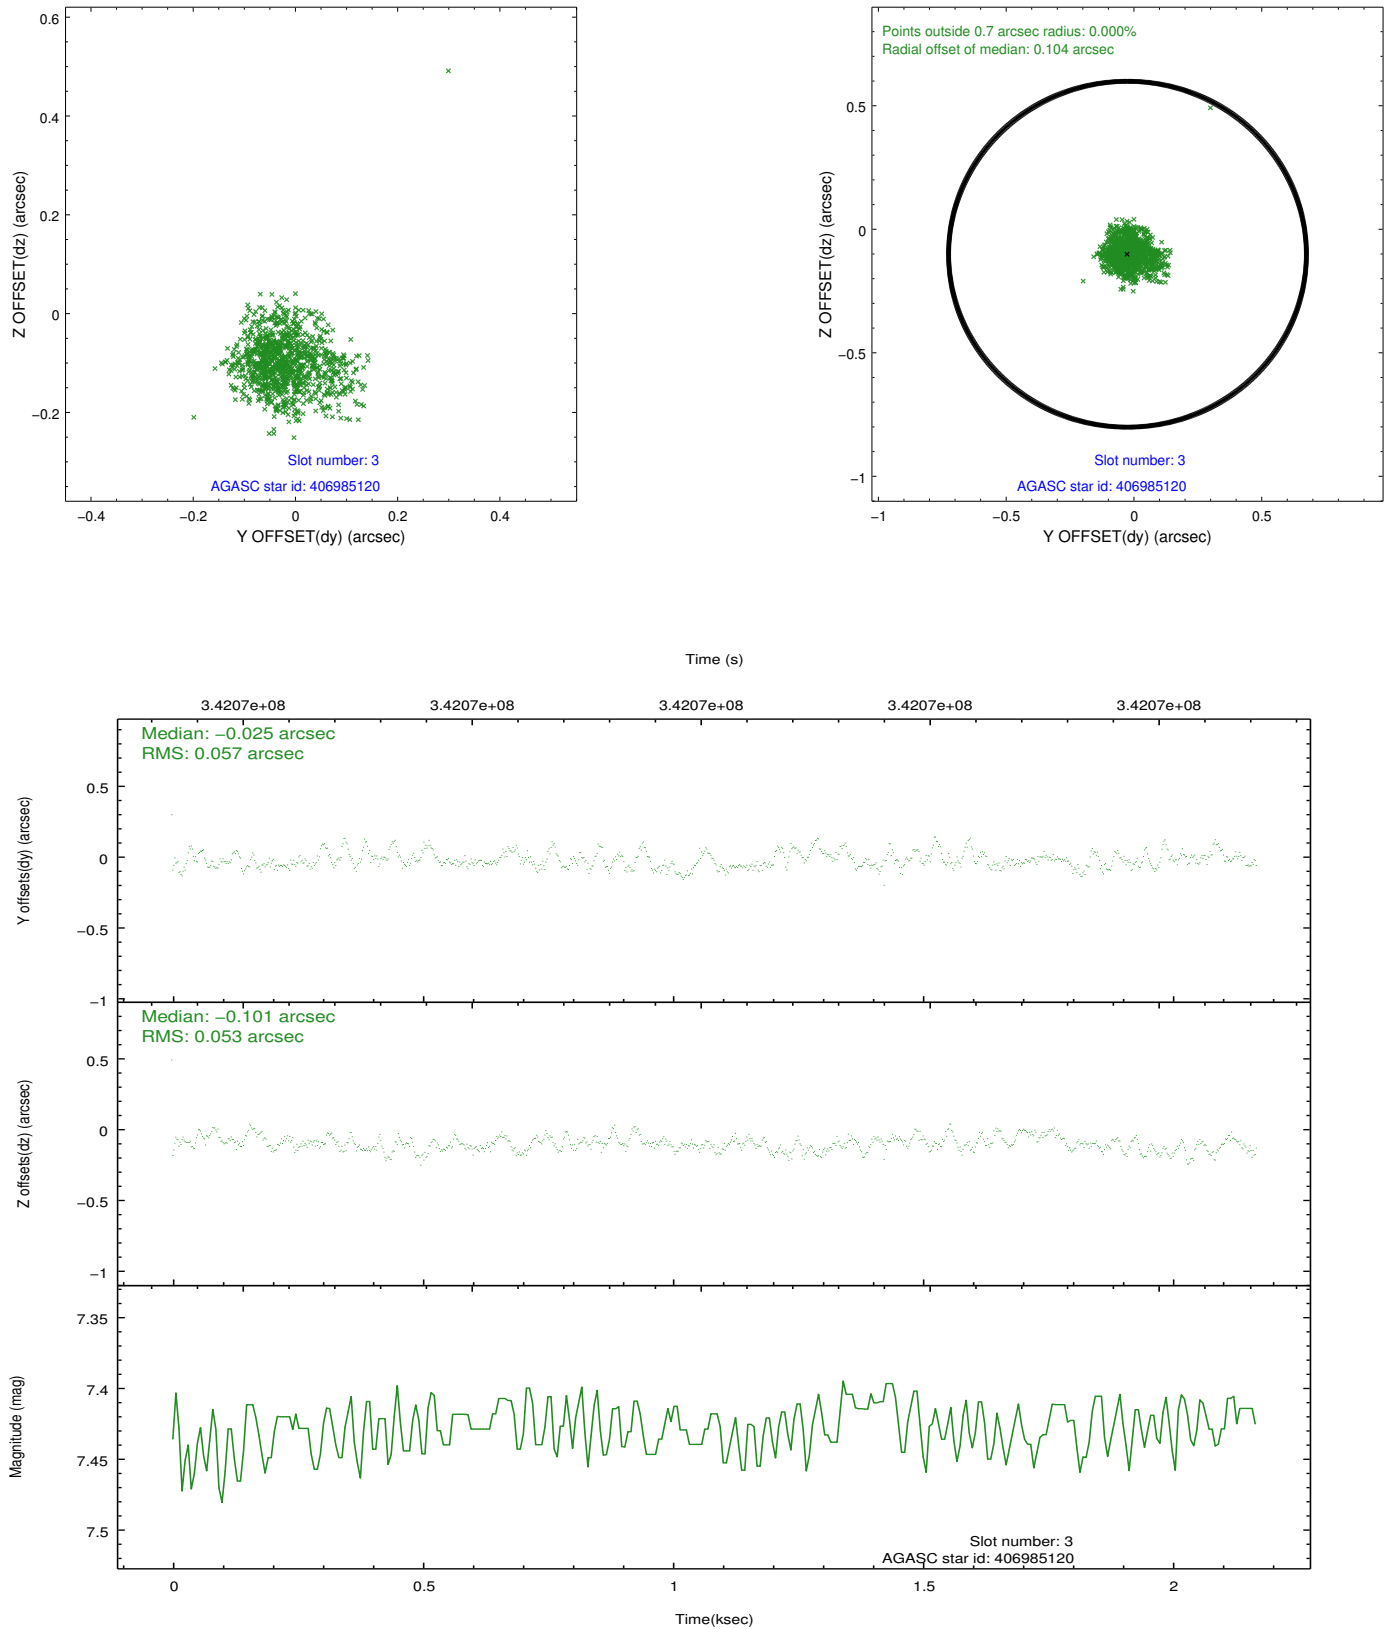 0.6
0.4
0.2
0
−0.2
Z OFFSET(dz) (arcsec)
Slot number: 3
AGASC star id: 406985120
−0.4
−0.2
0
0.2
0.4
Y OFFSET(dy) (arcsec)
Points outside 0.7 arcsec radius: 0.000%
Radial offset of median: 0.104 arcsec
0.5
0
−0.5
−1
Z OFFSET(dz) (arcsec)
Slot number: 3
AGASC star id: 406985120
−1
−0.5
0
0.5
Y OFFSET(dy) (arcsec)
Time (s)
3.4207e+08
3.4207e+08
3.4207e+08
3.4207e+08
3.4207e+08
Median: −0.025 arcsec
RMS: 0.057 arcsec
0.5
0
−0.5
−1
Y offsets(dy) (arcsec)
Median: −0.101 arcsec
RMS: 0.053 arcsec
0.5
0
−0.5
−1
Z offsets(dz) (arcsec)
7.35
7.4
7.45
7.5
Magnitude (mag)
Slot number: 3
AGASC star id: 406985120
0
0.5
1
1.5
2
Time(ksec)